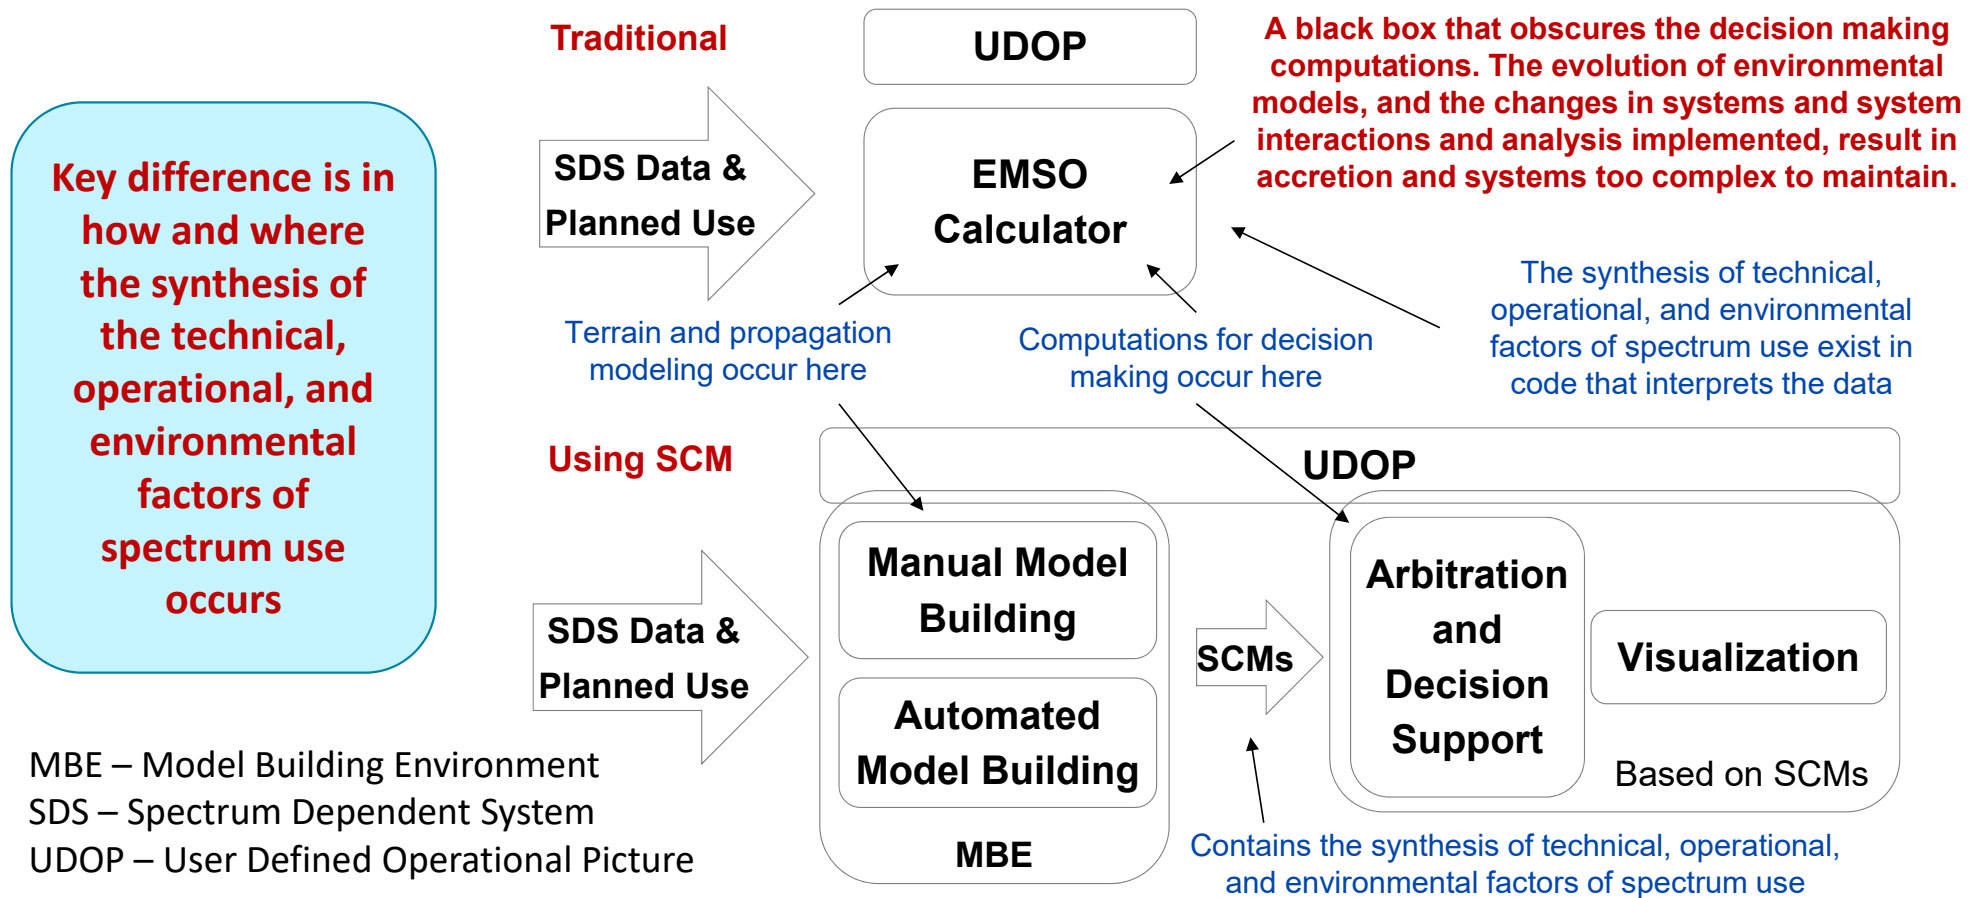 Traditional
UDOP
A black box that obscures the decision making
computations. The evolution of environmental
models, and the changes in systems and system
interactions and analysis implemented, result in
accretion and systems too complex to maintain.
Key difference is in
how and where
the synthesis of
the technical,
operational, and
environmental
factors of
spectrum use
occurs
SDS Data &
Planned Use
EMSO
Calculator
Terrain and propagation
modeling occur here
Computations for decision
making occur here
The synthesis of technical,
operational, and environmental
factors of spectrum use exist in
code that interprets the data
Using SCM
UDOP
SDS Data &
Planned Use
Manual Model
Building
Automated
Model Building
MBE
SCMs
Arbitration
and
Decision
Support
Visualization
Based on SCMs
Contains the synthesis of technical, operational,
and environmental factors of spectrum use
MBE – Model Building Environment
SDS – Spectrum Dependent System
UDOP – User Defined Operational Picture